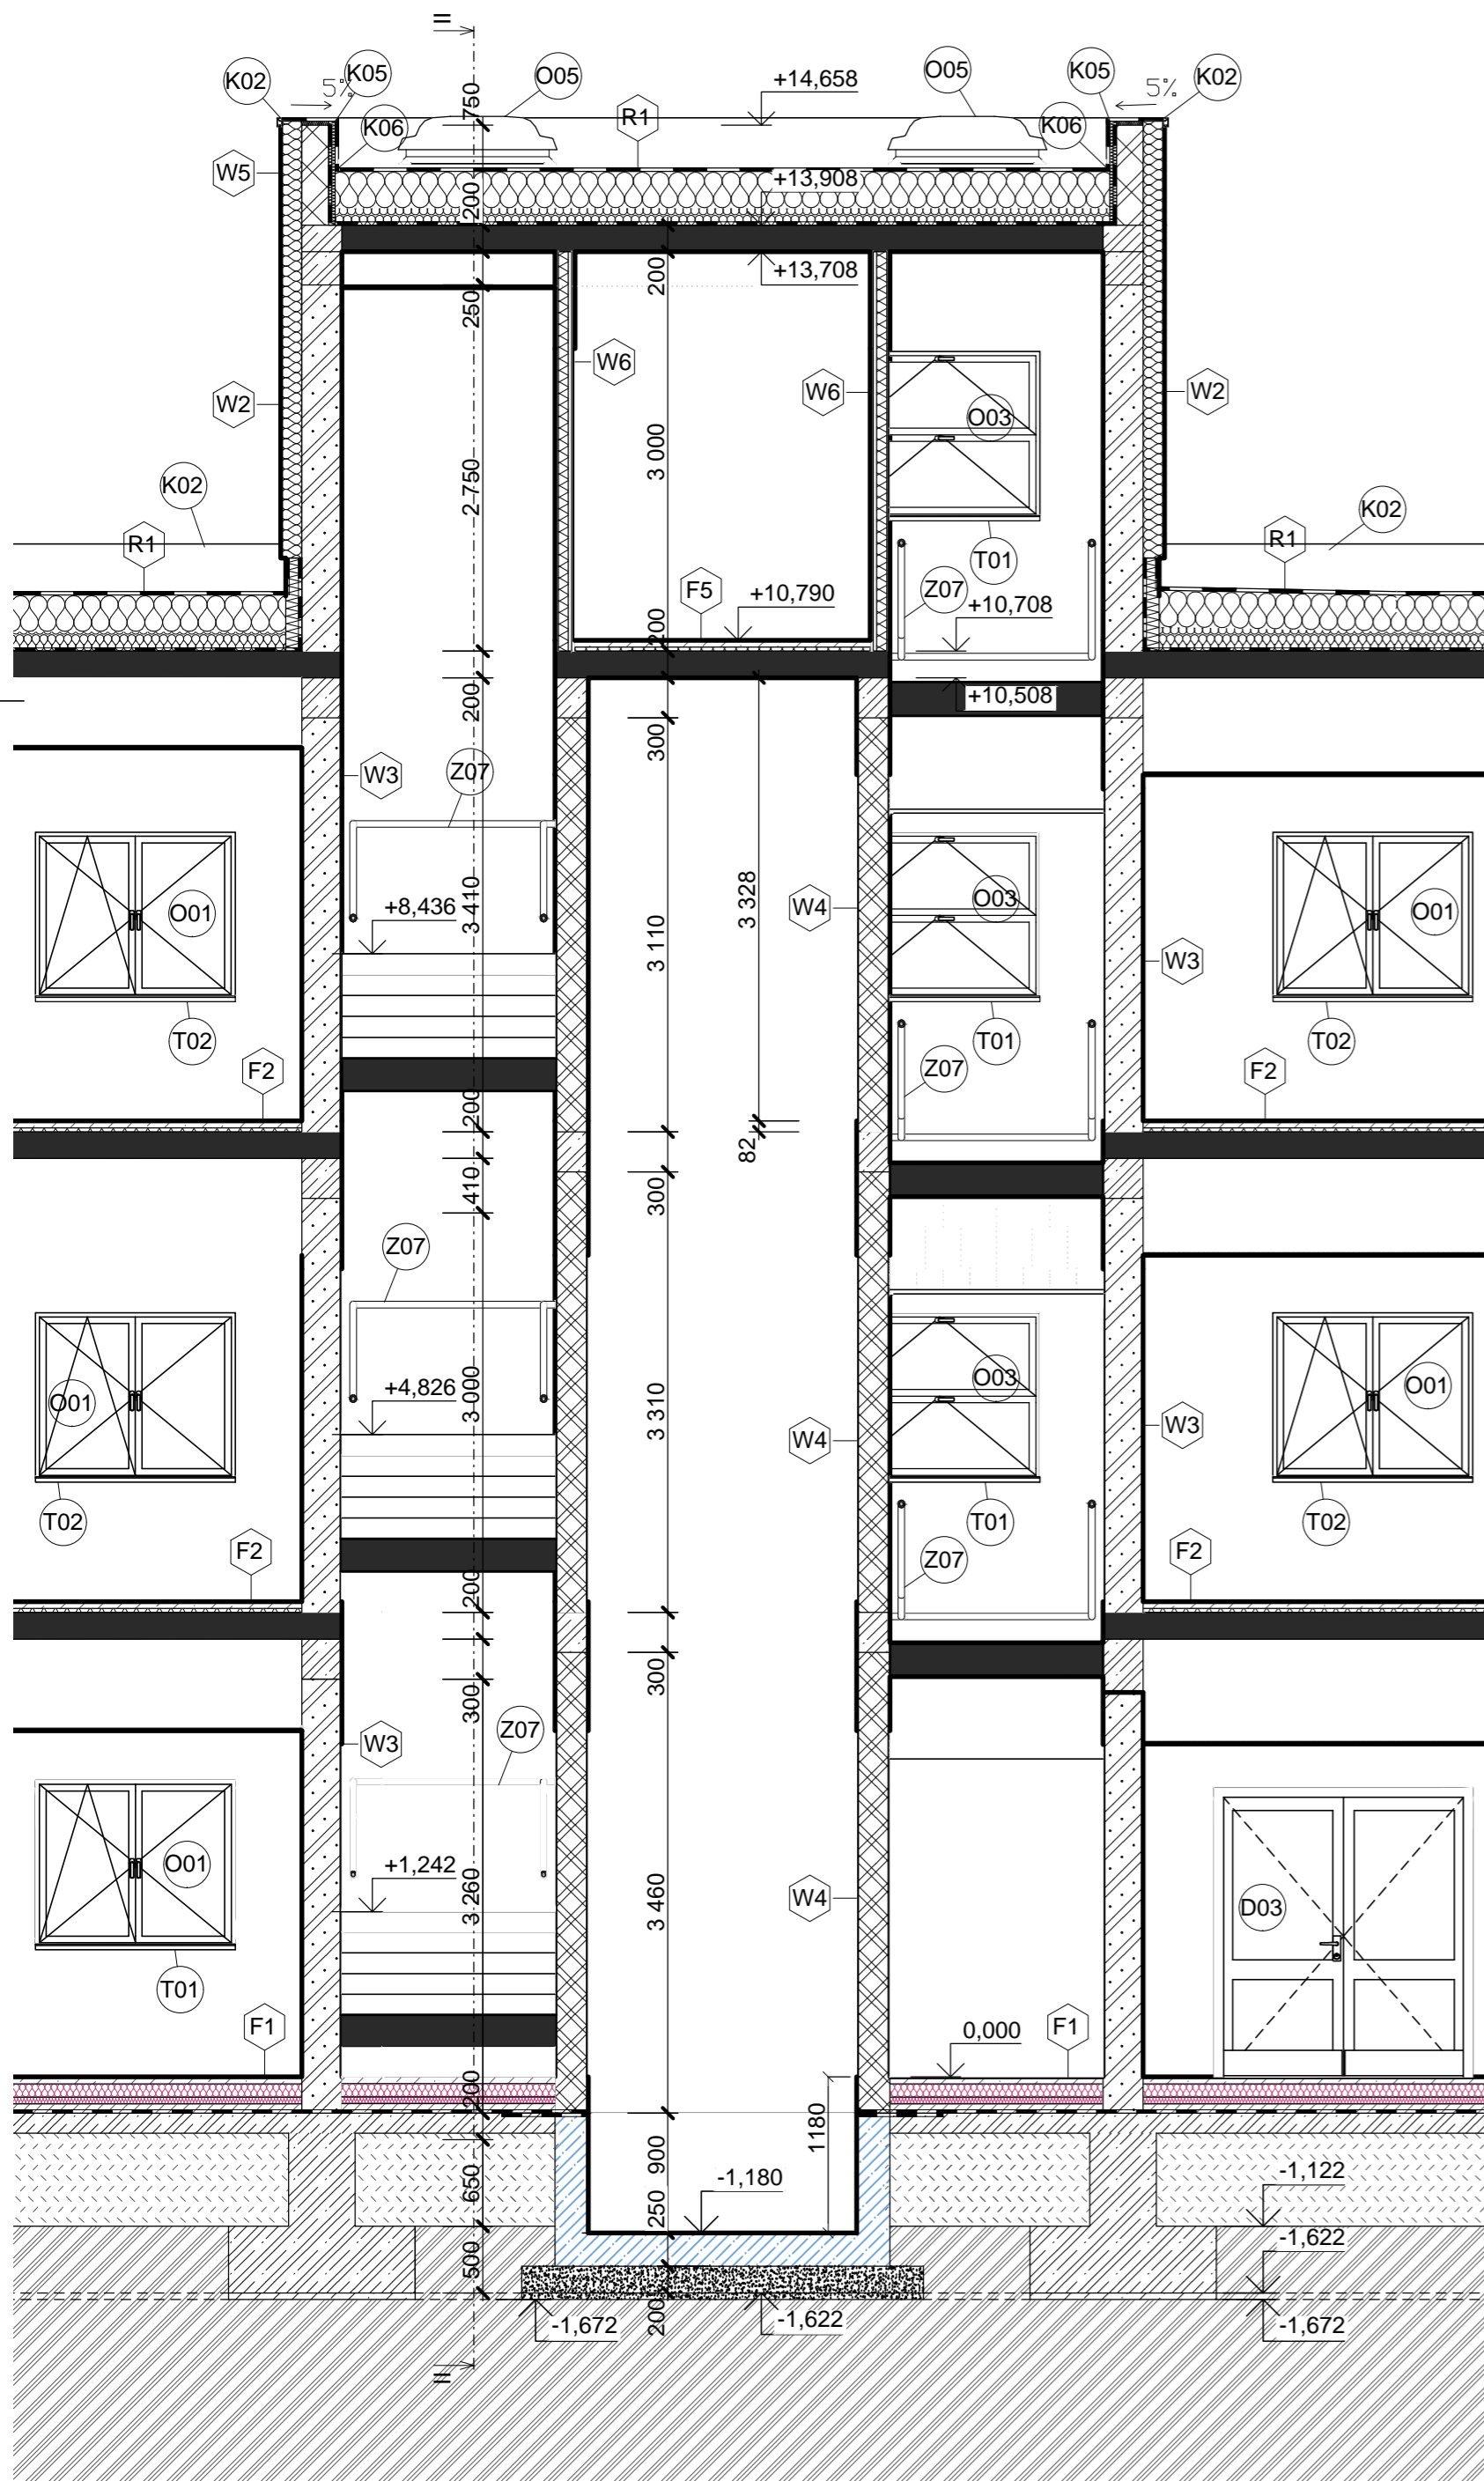 II
K02
5%
K05
750
O05
+14,658
O05
K05
5%
K02
K06
R1
K06
W5
+13,908
200
+13,708
200
250
W6
W6
W2
W2
O03
3 000
2 750
K02
K02
R1
R1
T01
F5
+10,790
Z07
+10,708
200
+10,508
200
300
W3
Z07
3 328
O01
+8,436
3 410
W4
O03
O01
3 110
W3
T02
T01
T02
F2
Z07
F2
200
82
410
300
Z07
O01
+4,826
3 000
3 310
O03
O01
W4
W3
T02
T01
T02
F2
Z07
F2
200
300
300
W3
Z07
O01
+1,242
3 260
3 460
W4
D03
T01
F1
0,000
F1
200
1180
900
650
-1,180
-1,122
250
500
-1,622
200
-1,672
-1,622
-1,672
II